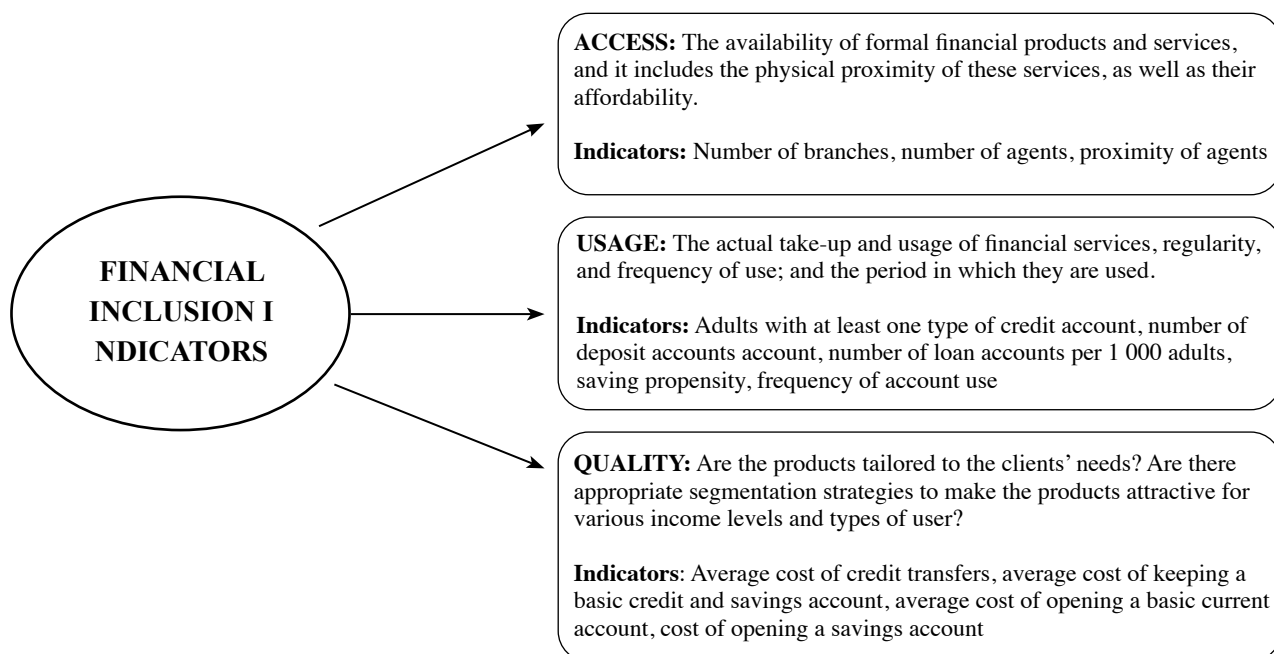 ACCESS: The availability of formal financial products and services,
and it includes the physical proximity of these services, as well as their
affordability.
Indicators: Number of branches, number of agents, proximity of agents
FINANCIAL
INCLUSION I
NDICATORS
USAGE: The actual take-up and usage of financial services, regularity,
and frequency of use; and the period in which they are used.
Indicators: Adults with at least one type of credit account, number of
deposit accounts account, number of loan accounts per 1 000 adults,
saving propensity, frequency of account use
QUALITY: Are the products tailored to the clients’ needs? Are there
appropriate segmentation strategies to make the products attractive for
various income levels and types of user?
Indicators: Average cost of credit transfers, average cost of keeping a
basic credit and savings account, average cost of opening a basic current
account, cost of opening a savings account